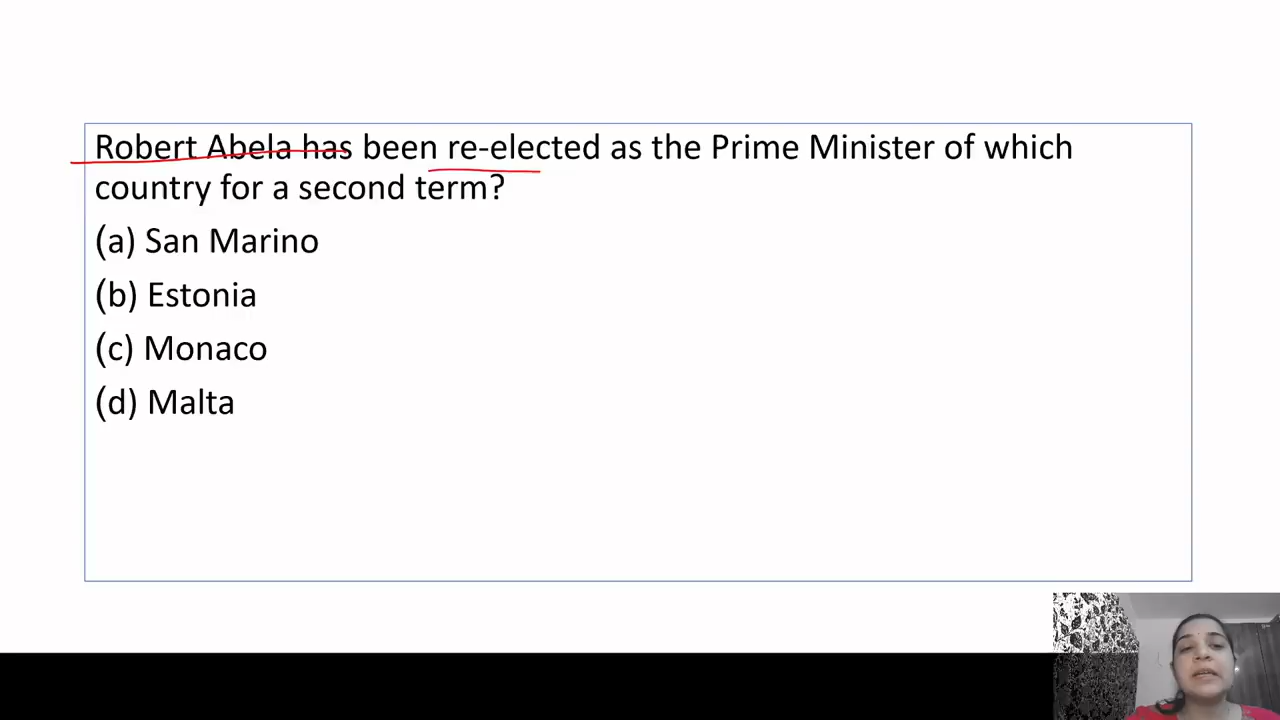 Robert Abela has been re-elected as the Prime Minister of which
country for a second term?
(a) San Marino
(b) Estonia
(c) Monaco
(d) Malta